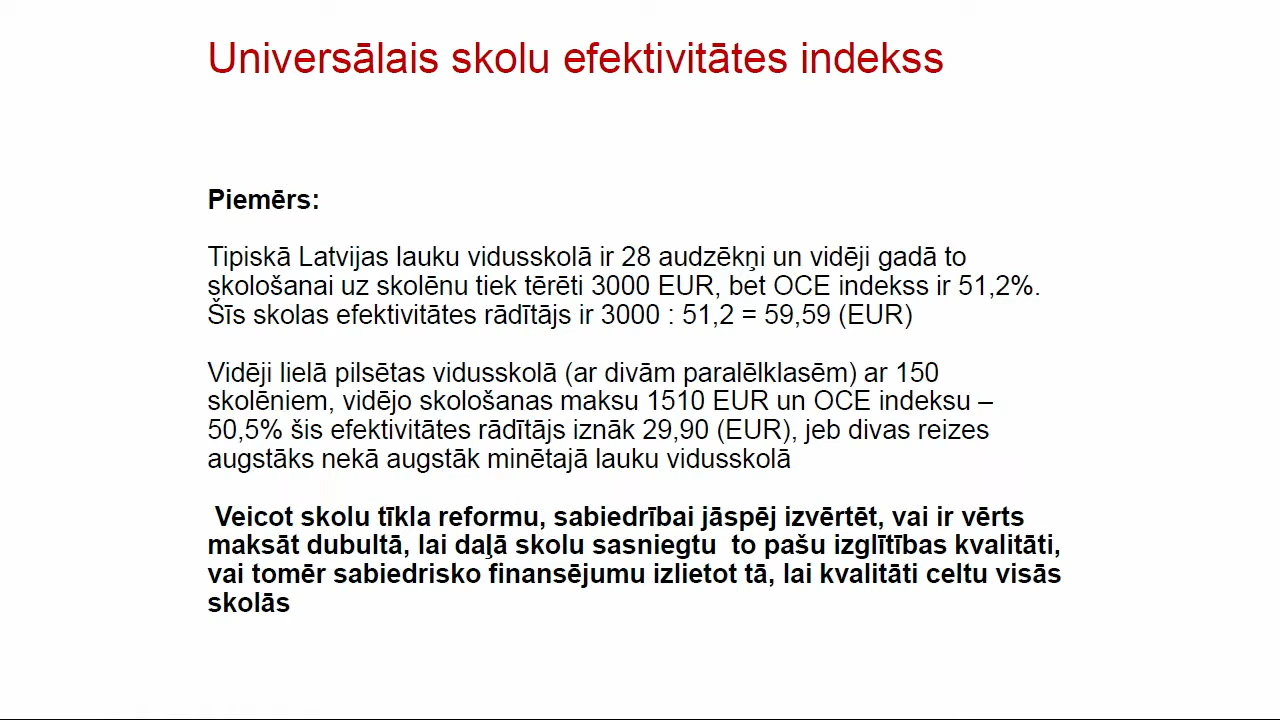 Universālais skolu efektivitātes indekss
Piemērs:
Tipiskā Latvijas lauku vidusskolā ir 28 audzēkņi un vidēji gadā to
skološanai uz skolēnu tiek tērēti 3000 EUR, bet OCE indekss ir 51,2%.
Šīs skolas efektivitātes rādītājs ir 3000 : 51,2 = 59,59 (EUR)
Vidēji lielā pilsētas vidusskolā (ar divām paralēlklasēm) ar 150
skolēniem, vidējo skološanas maksu 1510 EUR un OCE indeksu –
50,5% šis efektivitātes rādītājs iznāk 29,90 (EUR), jeb divas reizes
augstāks nekā augstāk minētajā lauku vidusskolā
Veicot skolu tīkla reformu, sabiedrībai jāspēj izvērtēt, vai ir vērts
maksāt dubultā, lai daļā skolu sasniegtu  to pašu izglītības kvalitāti,
vai tomēr sabiedrisko finansējumu izlietot tā, lai kvalitāti celtu visās
skolās